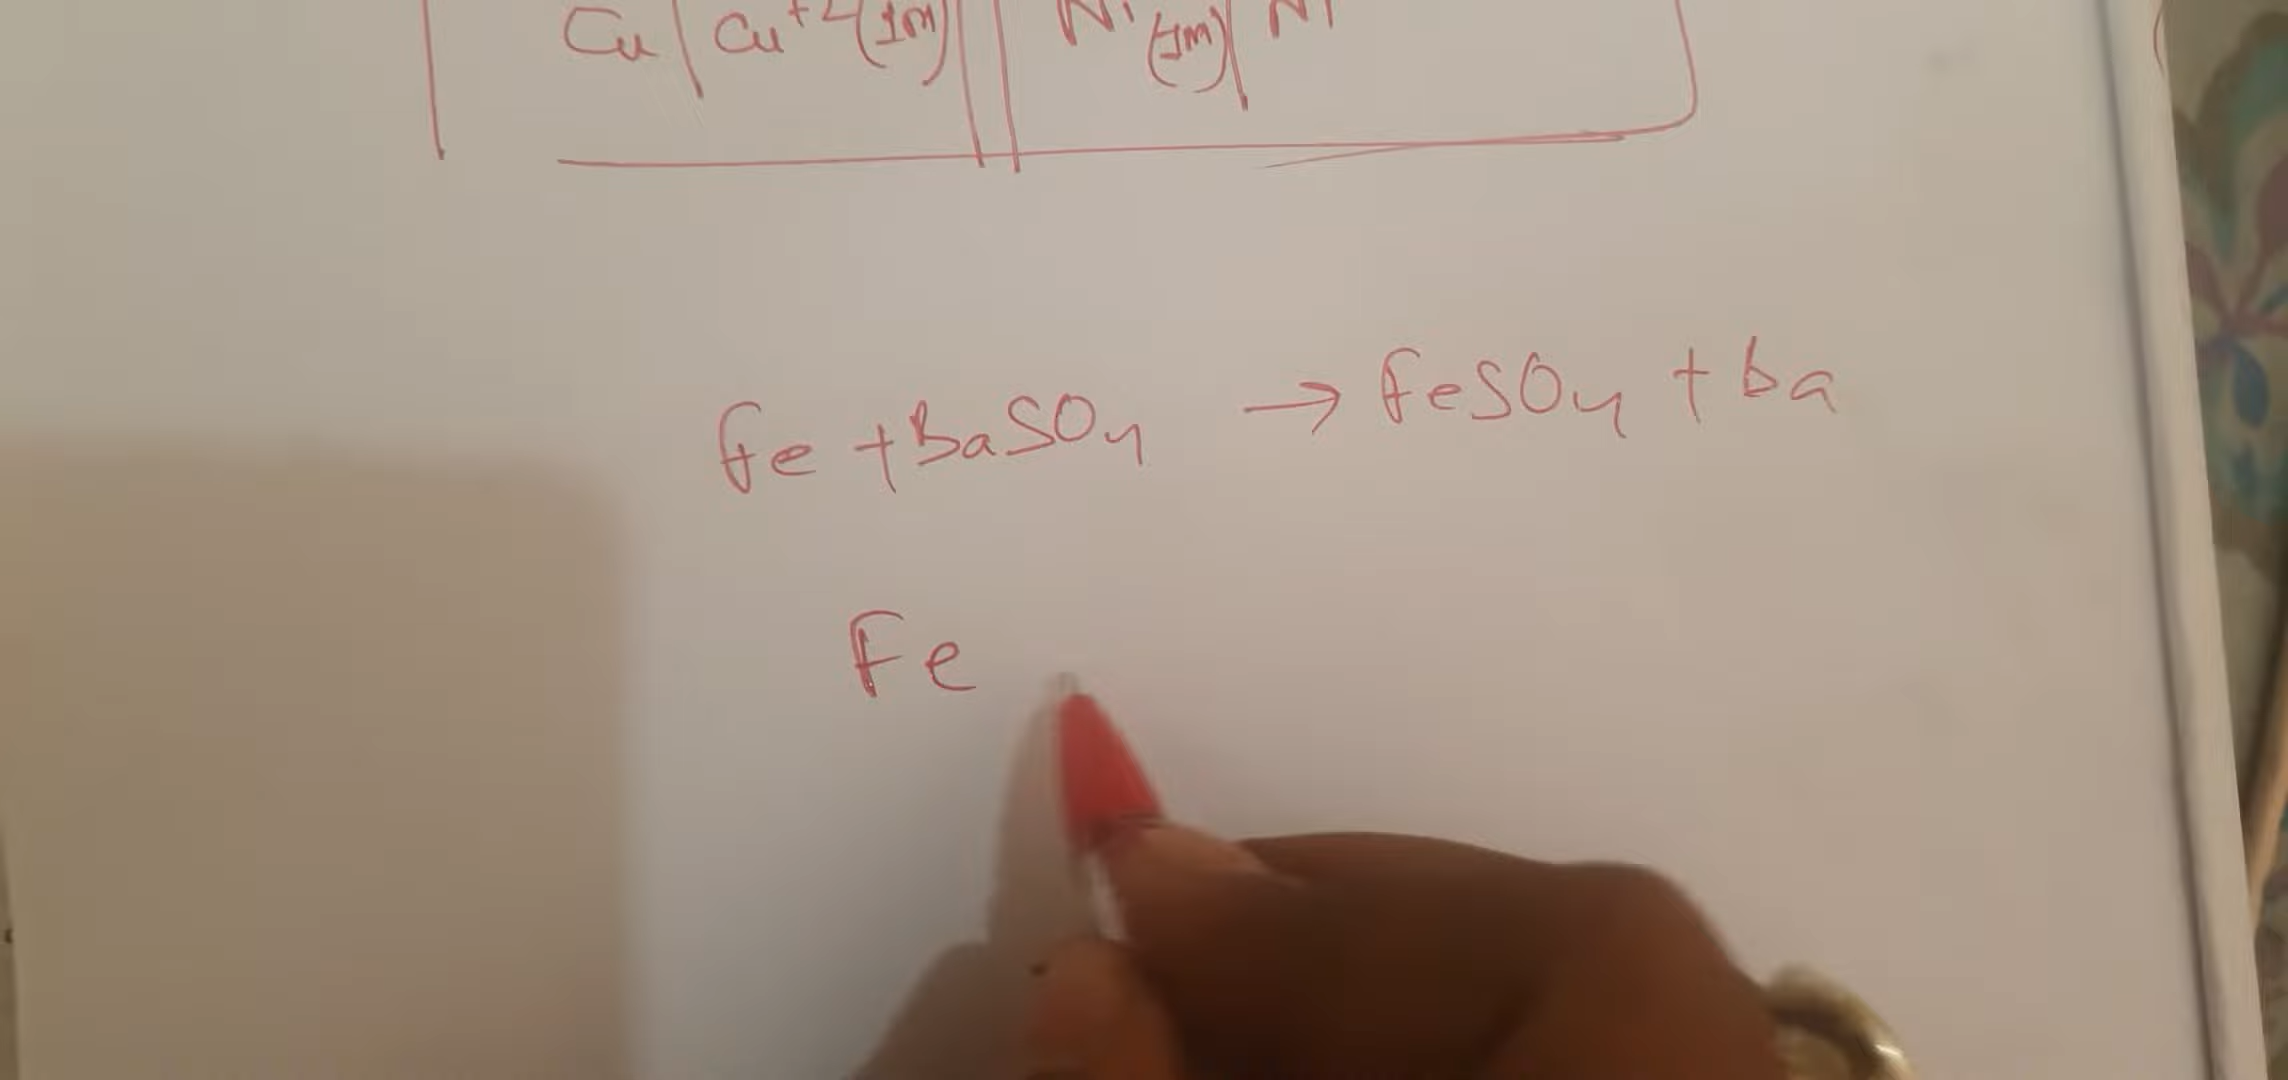 Cu | Cu+2 (1M) || Ni (1M) | Ni
Fe + BaSO4 → FeSO4 + ba
Fe